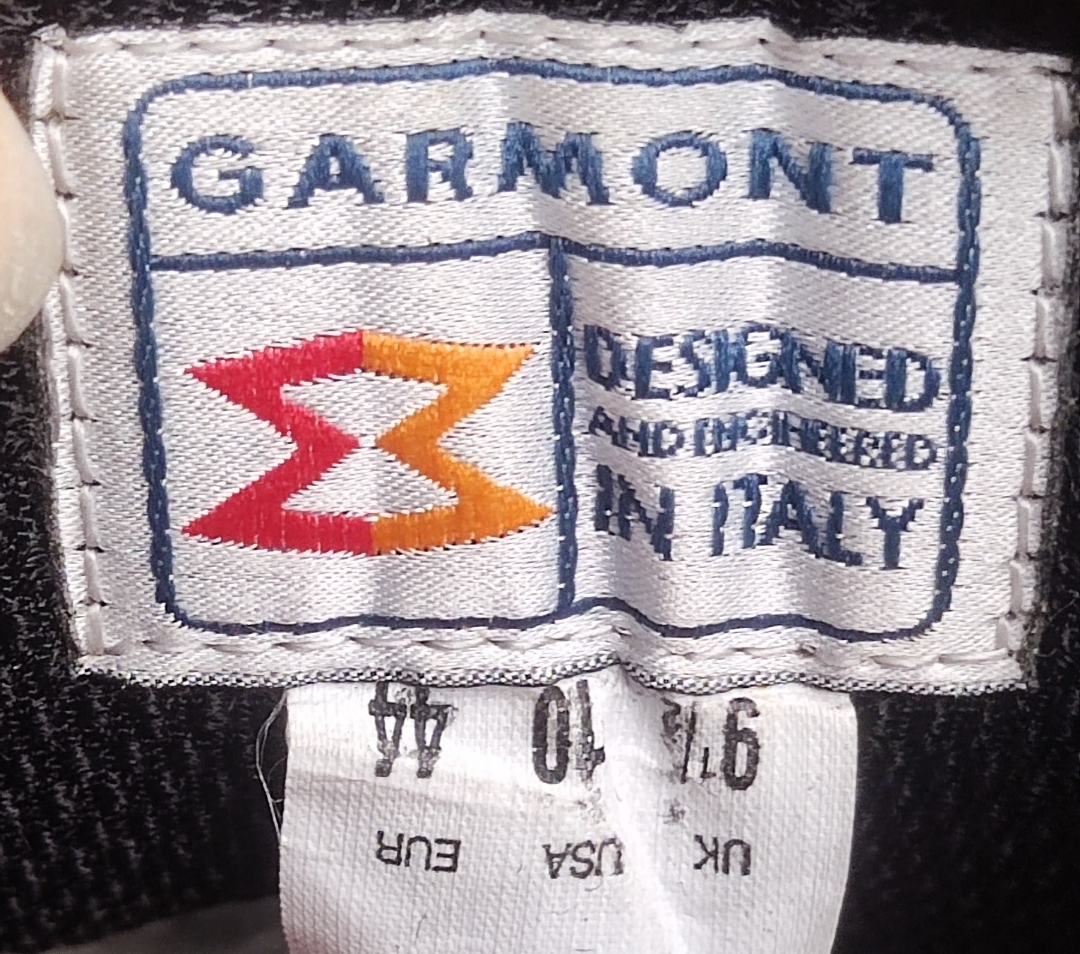 GARMONT
DESIGNED
AND ENGINEERED
IN ITALY
UK USA EUR
9½ 10 44